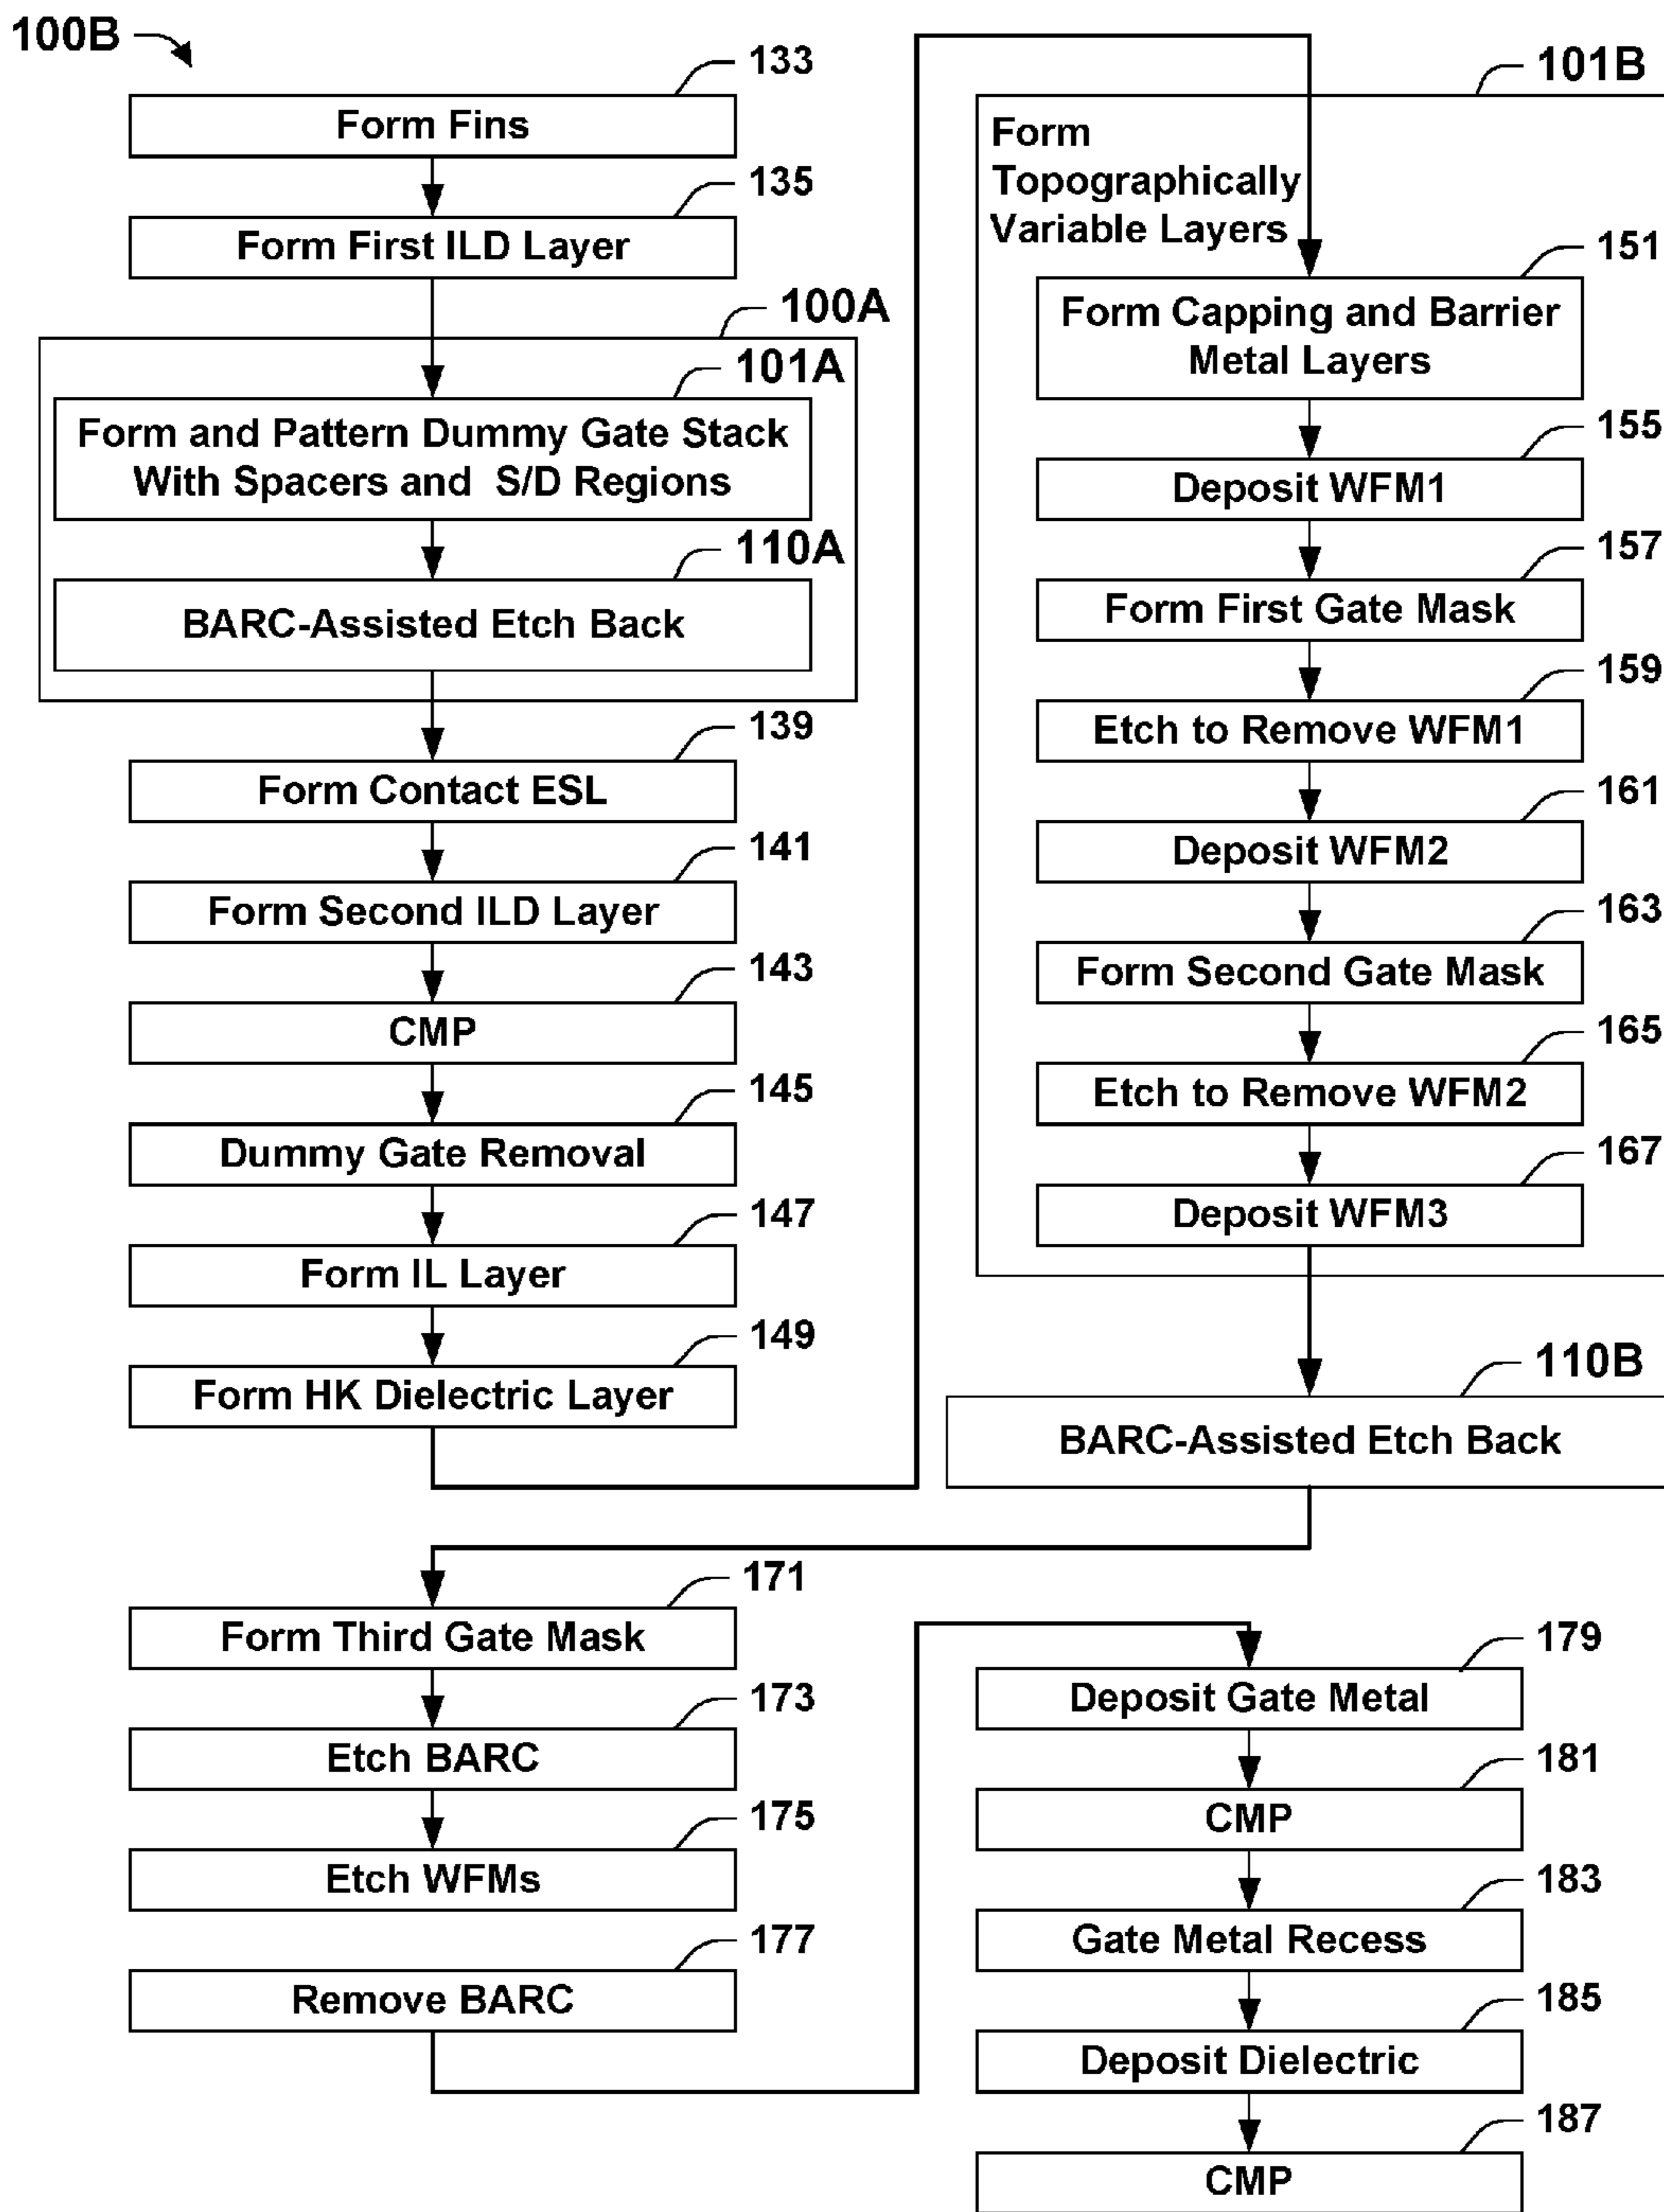 100B
133
Form Fins
135
Form First ILD Layer
100A
101A
Form and Pattern Dummy Gate Stack
With Spacers and S/D Regions
110A
BARC-Assisted Etch Back
139
Form Contact ESL
141
Form Second ILD Layer
143
CMP
145
Dummy Gate Removal
147
Form IL Layer
149
Form HK Dielectric Layer
101B
Form
Topographically
Variable Layers
151
Form Capping and Barrier
Metal Layers
155
Deposit WFM1
157
Form First Gate Mask
159
Etch to Remove WFM1
161
Deposit WFM2
163
Form Second Gate Mask
165
Etch to Remove WFM2
167
Deposit WFM3
110B
BARC-Assisted Etch Back
171
Form Third Gate Mask
173
Etch BARC
175
Etch WFMs
177
Remove BARC
179
Deposit Gate Metal
181
CMP
183
Gate Metal Recess
185
Deposit Dielectric
187
CMP